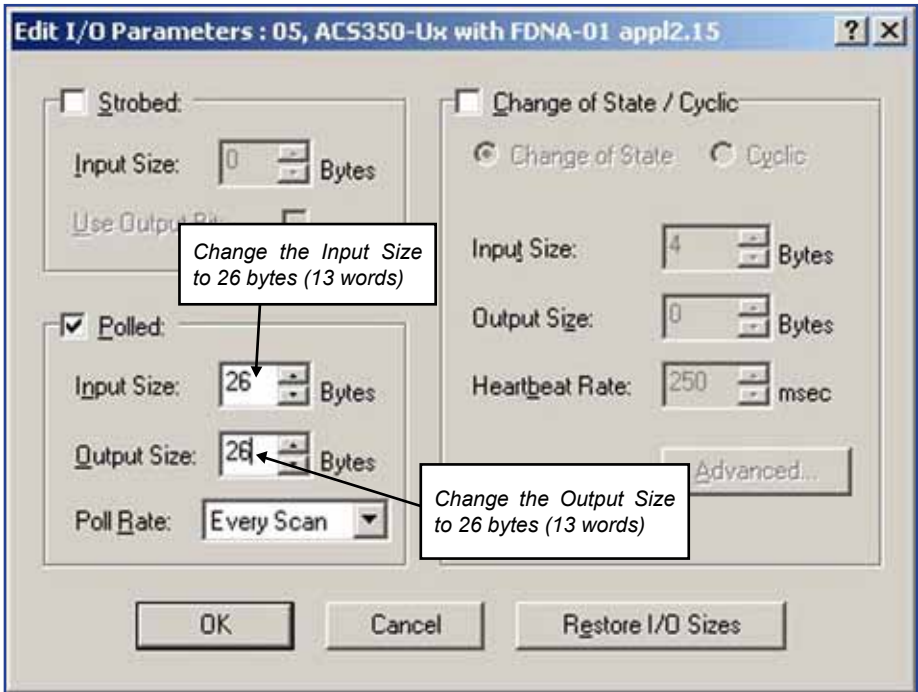 Edit I/O Parameters : 05, ACS350-Ux with FDNA-01 appl2.15
Strobed:
Input Size: 0 Bytes
Use Output
Change the Input Size
to 26 bytes (13 words)
Polled:
Input Size: 26 Bytes
Output Size: 26 Bytes
Poll Rate: Every Scan
Change of State / Cyclic
Change of State Cyclic
Input Size: 4 Bytes
Output Size: 0 Bytes
Heartbeat Rate: 250 msec
Advanced...
Change the Output Size
to 26 bytes (13 words)
OK Cancel Restore I/O Sizes